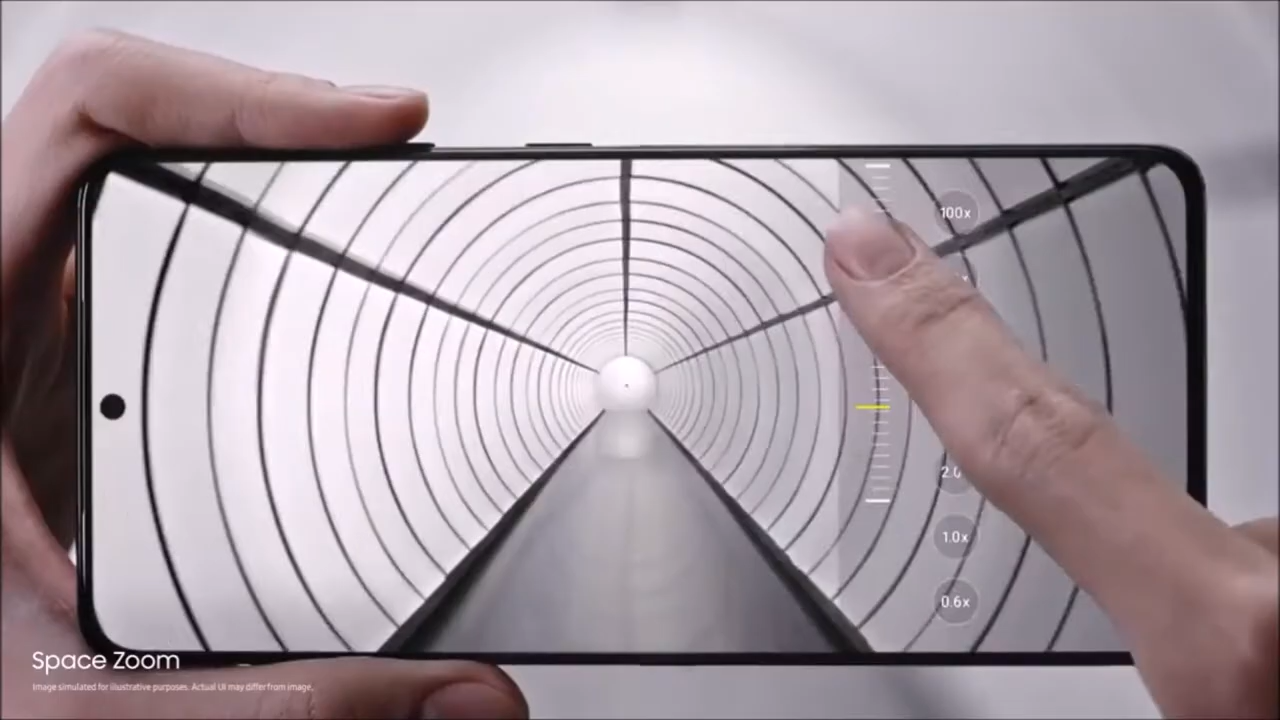 100x
2.0
1.0x
0.6x
Space Zoom
Image simulated for illustrative purposes. Actual UI may differ from image.